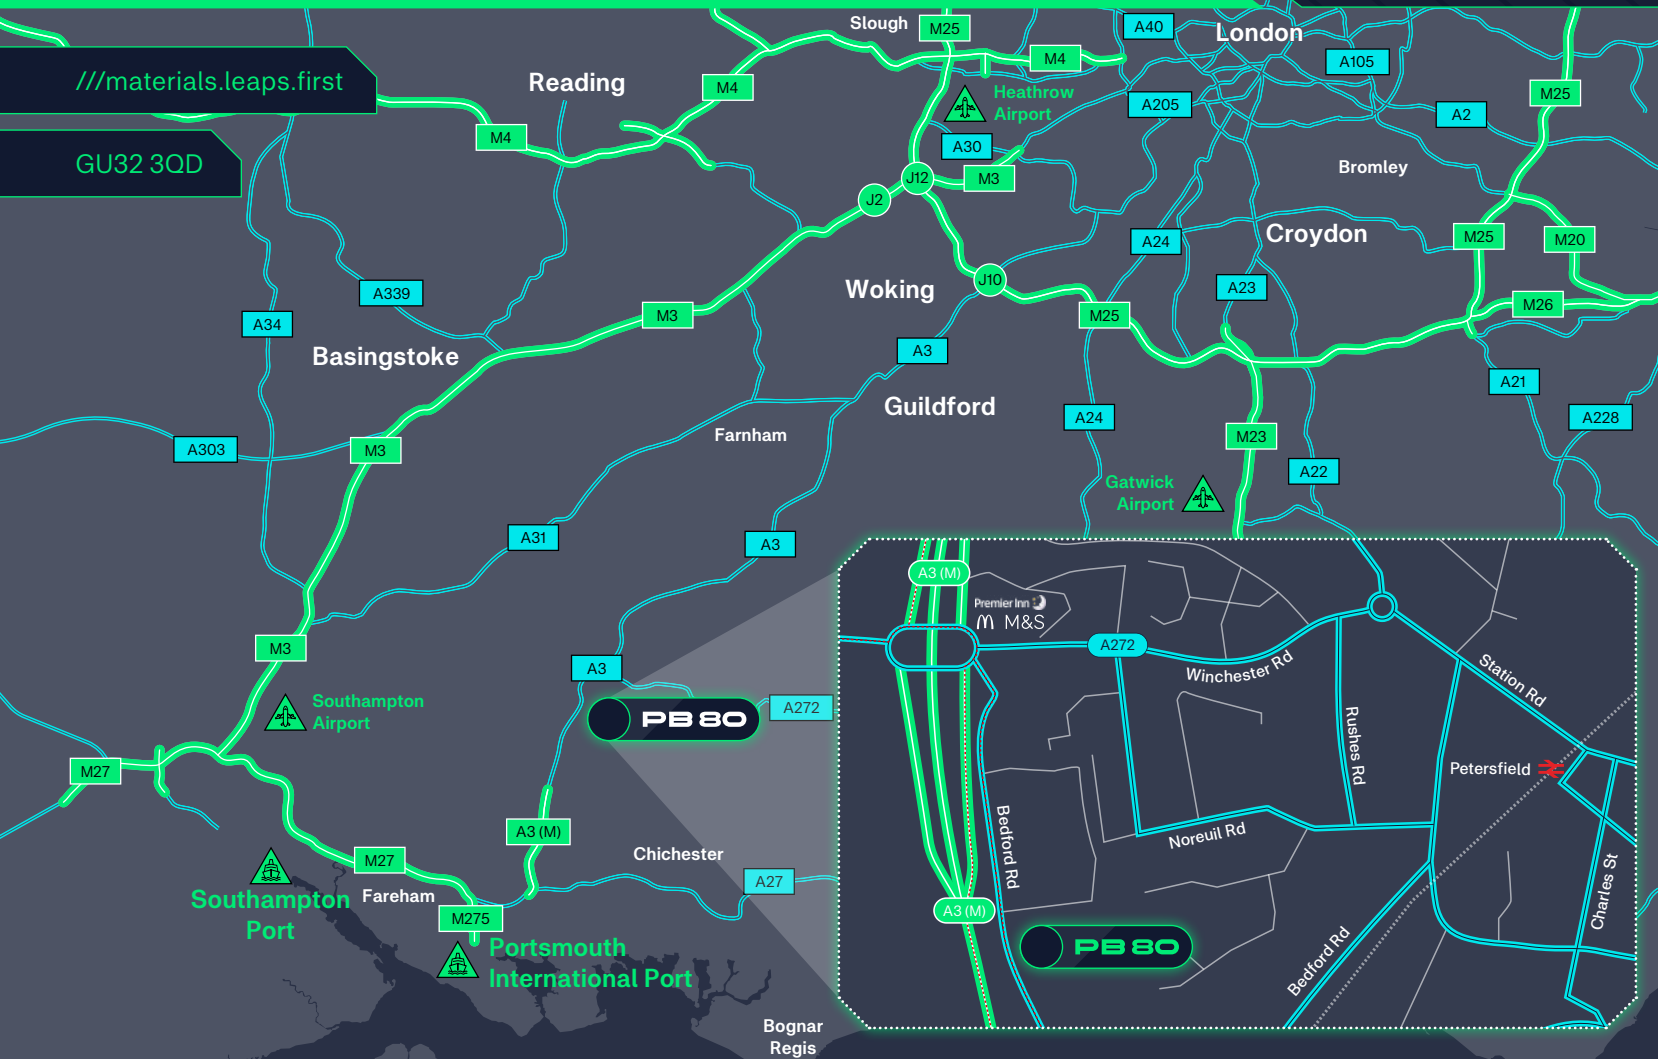 ///materials.leaps.first
GU32 3QD
Slough
M25
A40
London
M4
A105
Reading
M4
M25
Heathrow
Airport
A205
A2
M4
A30
Bromley
J12
M3
J2
A24
Croydon
M25
M20
J10
Woking
A23
A339
M26
A34
M3
M25
Basingstoke
A3
A21
Guildford
A24
A228
Farnham
M23
A303
M3
A22
Gatwick
Airport
A31
A3
A3 (M)
Premier Inn
M&S
M3
A272
A3
Winchester Rd
Station Rd
Southampton
Airport
A272
PB 80
Rushes Rd
M27
Petersfield
A3 (M)
Noreuil Rd
Bedford Rd
Chichester
M27
A27
Fareham
Charles St
Southampton
Port
M275
A3 (M)
PB 80
Portsmouth
International Port
Bedford Rd
Bognar
Regis